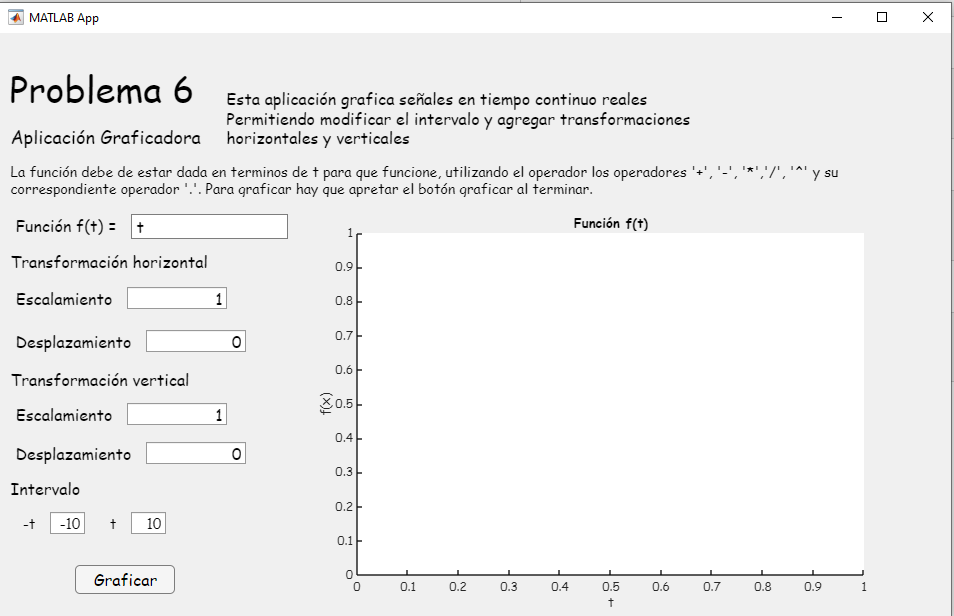 MATLAB App
Problema 6
Aplicación Graficadora
Esta aplicación grafica señales en tiempo continuo reales
Permitiendo modificar el intervalo y agregar transformaciones
horizontales y verticales
La función debe de estar dada en terminos de t para que funcione, utilizando el operador los operadores '+', '-', '*','/', '^' y su
correspondiente operador '.'. Para graficar hay que apretar el botón graficar al terminar.
Función f(t) = t
Transformación horizontal
Escalamiento 1
Desplazamiento 0
Transformación vertical
Escalamiento 1
Desplazamiento 0
Intervalo
-t -10 t 10
Graficar
Función f(t)
f(x)
1
0.9
0.8
0.7
0.6
0.5
0.4
0.3
0.2
0.1
0
0 0.1 0.2 0.3 0.4 0.5 0.6 0.7 0.8 0.9 1
t